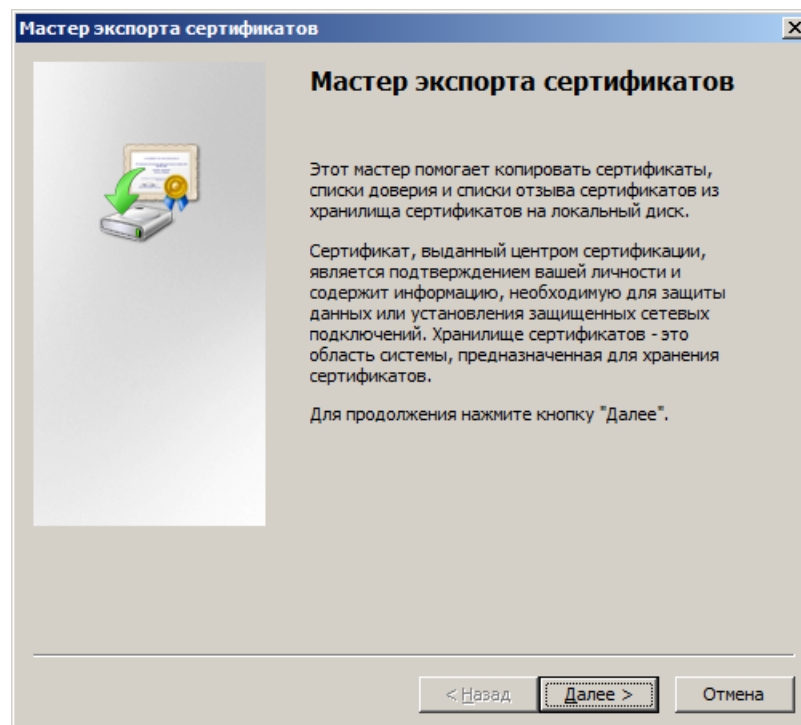 Мастер экспорта сертификатов
Мастер экспорта сертификатов
Этот мастер помогает копировать сертификаты,
списки доверия и списки отзыва сертификатов из
хранилища сертификатов на локальный диск.
Сертификат, выданный центром сертификации,
является подтверждением вашей личности и
содержит информацию, необходимую для защиты
данных или установления защищенных сетевых
подключений. Хранилище сертификатов - это
область системы, предназначенная для хранения
сертификатов.
Для продолжения нажмите кнопку "Далее".
< Назад Далее > Отмена